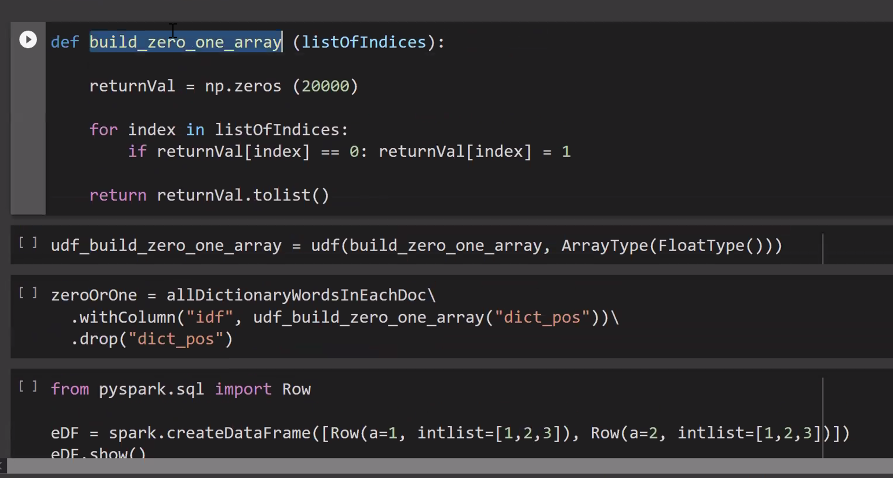 def build_zero_one_array (listOfIndices):
returnVal = np.zeros (20000)
for index in listOfIndices:
if returnVal[index] == 0: returnVal[index] = 1
return returnVal.tolist()
[ ] udf_build_zero_one_array = udf(build_zero_one_array, ArrayType(FloatType()))
[ ] zeroOrOne = allDictionaryWordsInEachDoc\
.withColumn("idf", udf_build_zero_one_array("dict_pos"))\
.drop("dict_pos")
[ ] from pyspark.sql import Row
eDF = spark.createDataFrame([Row(a=1, intlist=[1,2,3]), Row(a=2, intlist=[1,2,3])])
eDF.show()